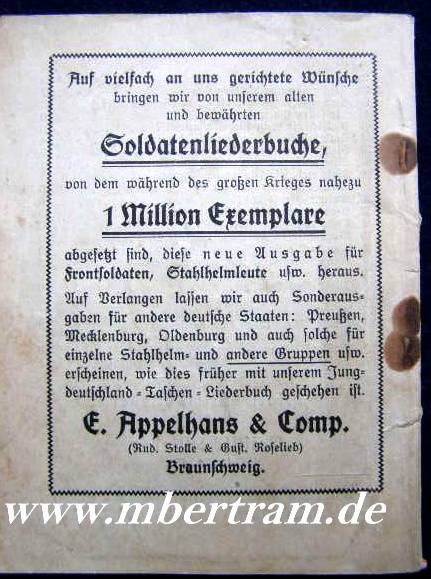 Auf vielfach an uns gerichtete Wünsche
bringen wir von unserem alten
und bewährten
Soldatenliederbuche,
von dem während des großen Krieges nahezu
1 Million Exemplare
abgesetzt sind, diese neue Ausgabe für
Frontsoldaten, Stahlhelmleute usw. heraus.
Auf Verlangen lassen wir auch Sonderaus-
gaben für andere deutsche Staaten: Preußen,
Mecklenburg, Oldenburg und auch solche für
einzelne Stahlhelm- und andere Gruppen usw.
erscheinen, wie dies früher mit unserem Jung-
deutschland-Taschen-Liederbuch geschehen ist.
E. Appelhans & Comp.
(Rud. Stolle & Gust. Roselieb)
Braunschweig.
www.mbertram.de